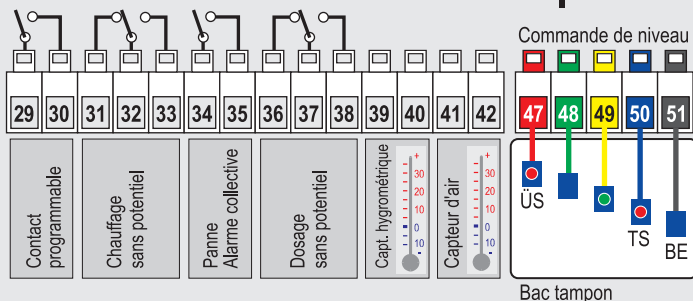 Commande de niveau
29 30 31 32 33 34 35 36 37 38 39 40 41 42 47 48 49 50 51
Contact
programmable
Chauffage
sans potentiel
Panne
Alarme collective
Dosage
sans potentiel
Capt. hygrométrique
+
30
20
10
0
10
-
Capteur d'air
+
30
20
10
0
10
-
ÜS
TS
BE
Bac tampon